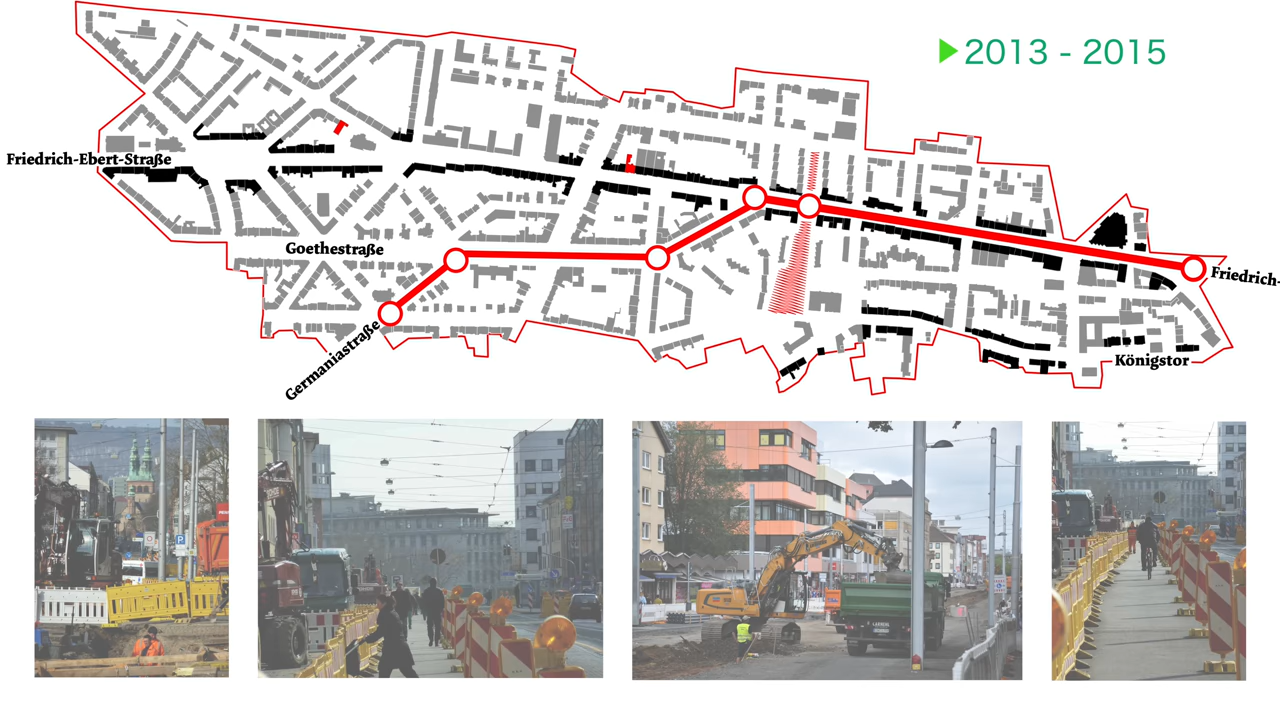 2013 - 2015
Friedrich-Ebert-Straße
Goethestraße
Friedrich-
Germaniastraße
Königstor
P